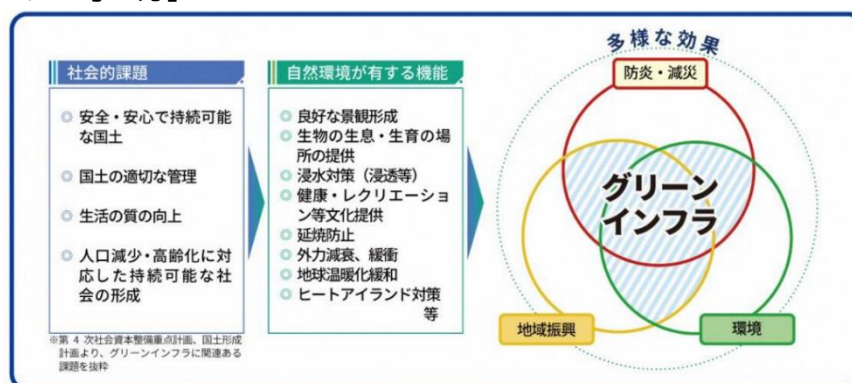 社会的課題
◎ 安全・安心で持続可能
な国土
◎ 国土の適切な管理
◎ 生活の質の向上
◎ 人口減少・高齢化に対
応した持続可能な社
会の形成
※第 4 次社会資本整備重点計画、国土形成
計画より、グリーンインフラに関連ある
課題を抜粋
自然環境が有する機能
◎ 良好な景観形成
◎ 生物の生息・生育の場
所の提供
◎ 浸水対策（浸透等）
◎ 健康・レクリエーショ
ン等文化提供
◎ 延焼防止
◎ 外力減衰、緩衝
◎ 地球温暖化緩和
◎ ヒートアイランド対策
等
多様な効果
防炎・減災
グリーン
インフラ
地域振興
環境